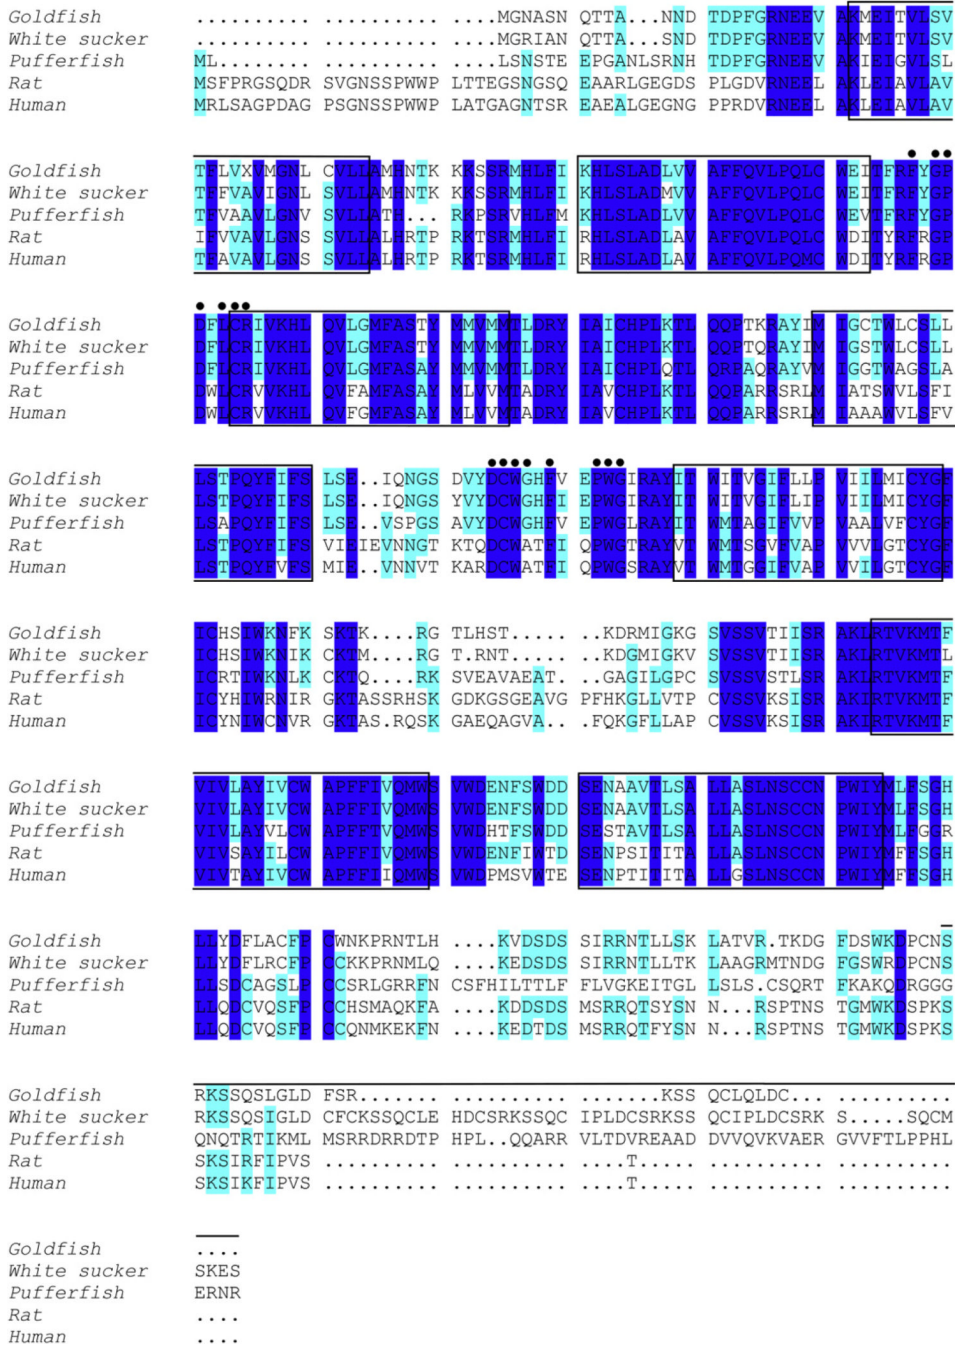 Goldfish .......... .......... .....MGNASN QTTA...NND TDPFGRNEEV AKMEITVLSV
White sucker .......... .......... .....MGRIAN QTTA...SND TDPFGRNEEV AKMEITVLSV
Pufferfish ML........ .......... .....LSNSTE EPGANLSRNH TDPFGRNEEV AKIEIGVLSL
Rat MSFPRGSQDR SVGNSSPWWP LTTEGSNGSQ EAARLGEGDS PLGDVRNEEL AKLEIAVLAV
Human MRLSAGPDAG PSGNSSPWWP LATGAGNTSR EAEALGEGNG PPRDVRNEEL AKLEIAVLAV
Goldfish TFLVXVMGNL CVLLAMHNTK KKSSRMHLFI KHLSLADLVV AFFQVLPQLC WEITFRFYGP
White sucker TFFVAVIGNL SVLLAMHNTK KKSSRMHLFI KHLSLADMVV AFFQVLPQLC WEITFRFYGP
Pufferfish TFVAAVLGNV SVLLATH... RKPSRVHLFM KHLSLADLVV AFFQVLPQLC WEVTFRFYGP
Rat IFVVAVLGNS SVLLALHRTP RKTSRMHLFI RHLSLADLAV AFFQVLPQLC WDITYRFRGP
Human TFAVAVLGNS SVLLALHRTP RKTSRMHLFI RHLSLADLAV AFFQVLPQMC WDITYRFRGP
Goldfish DFLCRIVKHL QVLGMFASTY MMVMMTLDRY IAICHPLKTL QQPTKRAYIM IGCTWLCSLL
White sucker DFLCRIVKHL QVLGMFASTY MMVMMTLDRY IAICHPLKTL QQPTQRAYIM IGSTWLCSLL
Pufferfish DFLCRIVKHL QVLGMFASAY MMVMMTLDRY IAICHPLQTL QRPAQRAYVM IGGTWAGSLA
Rat DWLCRVVKHL QVFAMFASAY MLVVMTADRY IAVCHPLKTL QQPARRSRLM IATSWVLSFI
Human DWLCRVVKHL QVFGMFASAY MLVVMTADRY IAVCHPLKTL QQPARRSRLM IAAAWVLSFV
Goldfish LSTPQYFIFS LSE..IQNGS DVYDCWGHFV EPWGIRAYIT WITVGIFLLP VIILMICYGF
White sucker LSTPQYFIFS LSE..IQNGS YVYDCWGHFV EPWGIRAYIT WITVGIFLIP VIILMICYGF
Pufferfish LSAPQYFIFS LSE..VSPGS AVYDCWGHFV EPWGLRAYIT WMTAGIFVVP VAALVFCYGF
Rat LSTPQYFIFS VIEIEVNNGT KTQDCWATFI QPWGTRAYVT WMTSGVFVAP VVVLGTCYGF
Human LSTPQYFVFS MIE..VNNVT KARDCWATFI QPWGSRAYVT WMTGGIFVAP VVILGTCYGF
Goldfish ICHSIWKNFK SKTK....RG TLHST..... ..KDRMIGKG SVSSVTIISR AKLRTVKMTF
White sucker ICHSIWKNIK CKTM....RG T.RNT..... ..KDGMIGKV SVSSVTIISR AKLRTVKMTL
Pufferfish ICRTIWKNLK CKTQ....RK SVEAVAEAT. ..GAGILGPC SVSSVSTLSR AKLRTVKMTF
Rat ICYHIWRNIR GKTASSRHSK GDKGSGEAVG PFHKGLLVTP CVSSVKSISR AKIRTVKMTF
Human ICYNIWCNVR GKTAS.RQSK GAEQAGVA.. ..FQKGFLLAP CVSSVKSISR AKIRTVKMTF
Goldfish VIVLAYIVCW APFFIVQMWS VWDENFSWDD SENAAVTLSA LLASLNSCCN PWIYMLFSGH
White sucker VIVLAYIVCW APFFIVQMWS VWDENFSWDD SENAAVTLSA LLASLNSCCN PWIYMLFSGH
Pufferfish VIVLAYVLCW APFFTVQMWS VWDHTFSWDD SESTAVTLSA LLASLNSCCN PWIYMLFGGR
Rat VIVSAYILCW APFFIVQMWS VWDENFIWTD SENPSITITA LLASLNSCCN PWIYMFFSGH
Human VIVTAYIVCW APFFIIQMWS VWDPMSVWTE SENPTITITA LLGSLNSCCN PWIYMFFSGH
Goldfish LLYDFLACFP CWNKPRNTLH ....KVDSDS SIRRNTLLSK LATVR.TKDG FDSWKDPCNS
White sucker LLYDFLRCFP CCKKPRNMLQ ....KEDSDS SIRRNTLLTK LAAGRMTNDG FGSWRDPCNS
Pufferfish LLSDCAGSLP CCSRLGRRFN CSFHILTTLF FLVGKEITGL LSLS.CSQRT FKAKQDRGGG
Rat LLQDCVQSFP CCHSMAQKFA ....KDDSDS MSRRQTSYSN N...RSPTNS TGMWKDSPKS
Human LLQDCVQSFP CCQNMKEKFN ....KEDTDS MSRRQTFYSN N...RSPTNS TGMWKDSPKS
Goldfish RKSSQSLGLD FSR....... .......... ........KSS QCLQLDC... ..........
White sucker RKSSQSIGLD CFCKSSQCLE HDCSRKSSQC IPLDCSRKSS QCIPLDCSRK S.....SQCM
Pufferfish QNQTRTIKML MSRRDRRDTP HPL..QQARR VLTDVREAAD DVVQVKVAER GVVFTLPPHL
Rat SKSIRFIPVS .......... .......... .....T.... .......... ..........
Human SKSIKFIPVS .......... .......... .....T.... .......... ..........
Goldfish ....
White sucker SKES
Pufferfish ERNR
Rat ....
Human ....